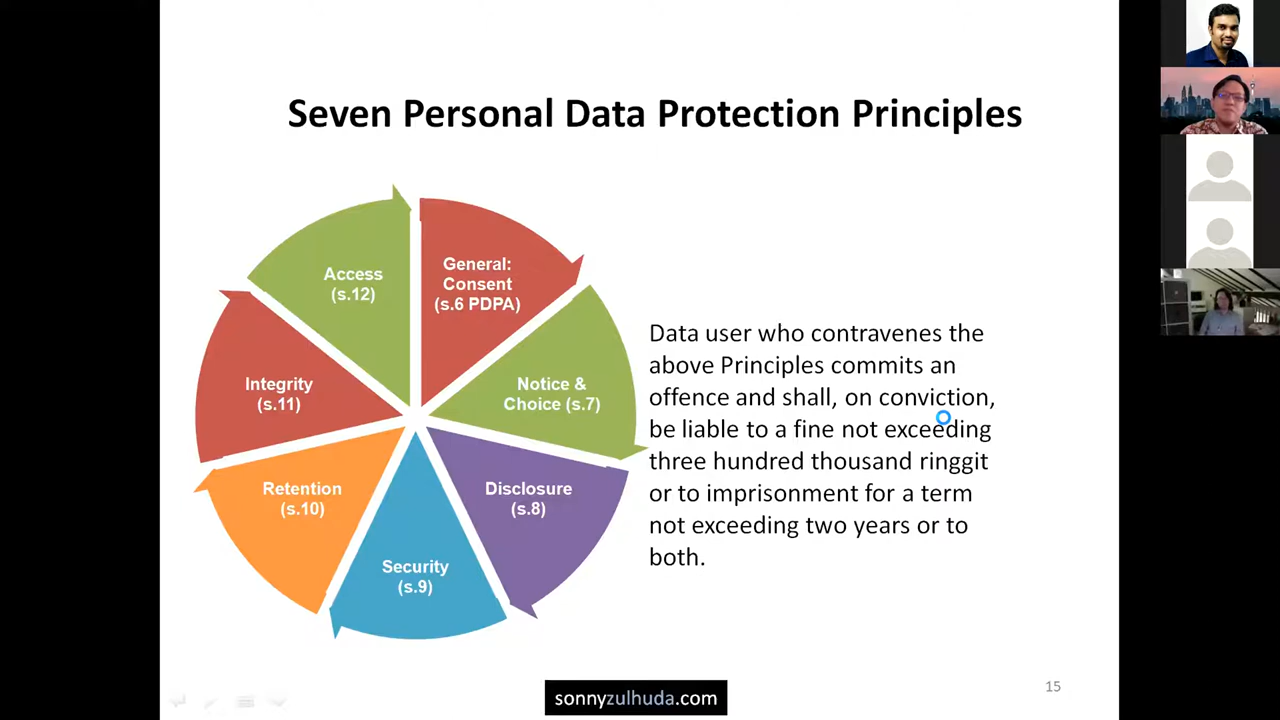 Seven Personal Data Protection Principles
General:
Consent
(s.6 PDPA)
Notice &
Choice (s.7)
Disclosure
(s.8)
Security
(s.9)
Retention
(s.10)
Integrity
(s.11)
Access
(s.12)
Data user who contravenes the
above Principles commits an
offence and shall, on conviction,
be liable to a fine not exceeding
three hundred thousand ringgit
or to imprisonment for a term
not exceeding two years or to
both.
sonnyzulhuda.com
15